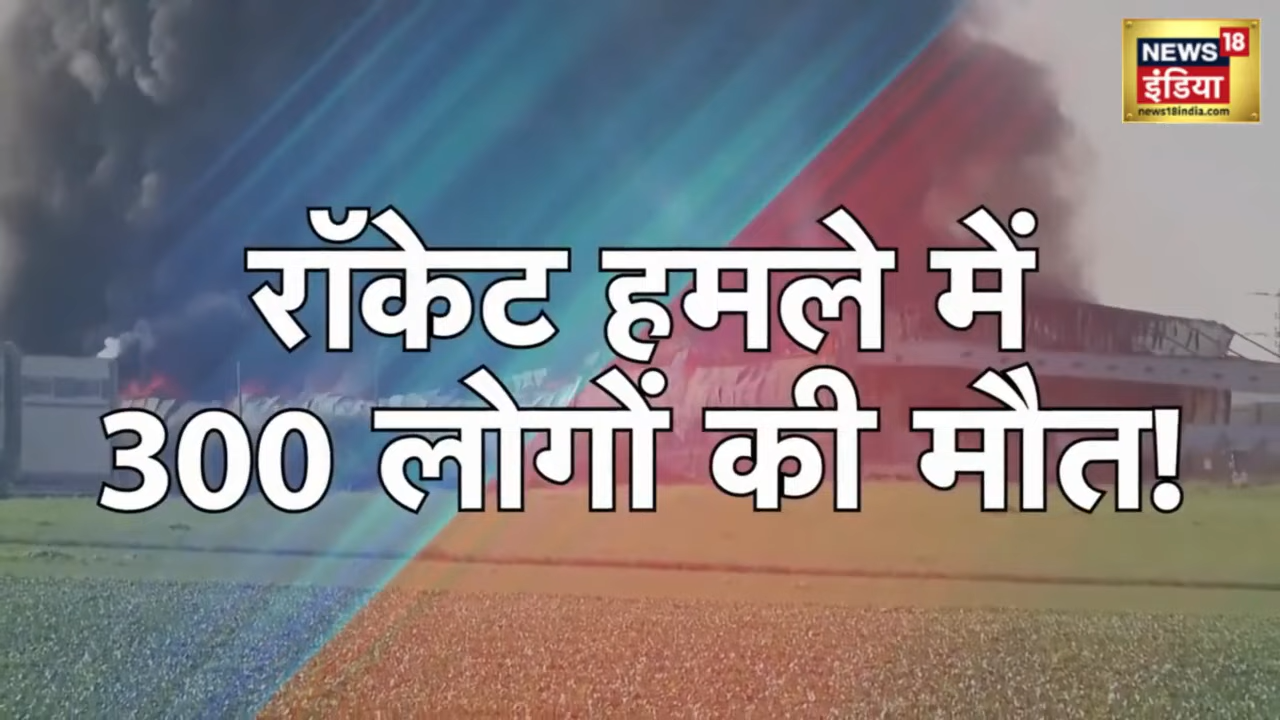 NEWS 18
इंडिया
news18india.com
रॉकेट हमले में
300 लोगों की मौत!